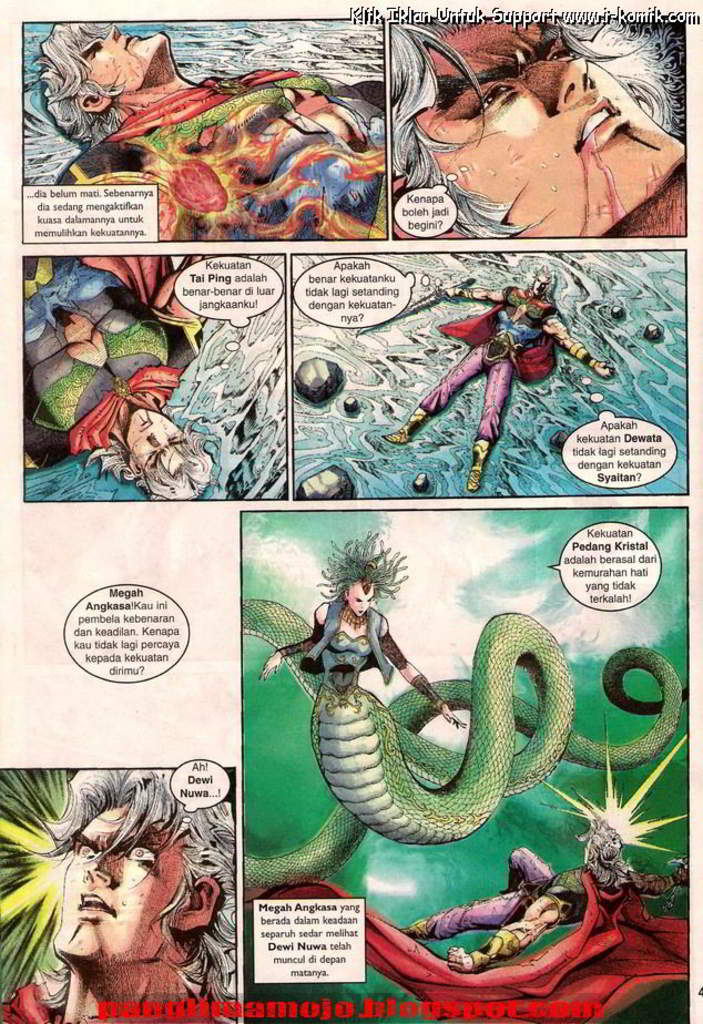 Klik Iklan Untuk Support www.i-komik.com
...dia belum mati. Sebenarnya
dia sedang mengaktifkan
kuasa dalamannya untuk
memulihkan kekuatannya.
Kenapa
boleh jadi
begini?
Kekuatan
Tai Ping adalah
benar-benar di luar
jangkaanku!
Apakah
benar kekuatanku
tidak lagi setanding
dengan kekuatan-
nya?
Apakah
kekuatan Dewata
tidak lagi setanding
dengan kekuatan
Syaitan?
Megah
Angkasa!Kau ini
pembela kebenaran
dan keadilan. Kenapa
kau tidak lagi percaya
kepada kekuatan
dirimu?
Kekuatan
Pedang Kristal
adalah berasal dari
kemurahan hati
yang tidak
terkalah!
Ah!
Dewi
Nuwa...!
Megah Angkasa yang
berada dalam keadaan
separuh sedar melihat
Dewi Nuwa telah
muncul di depan
matanya.
4
panglimamojo.blogspot.com